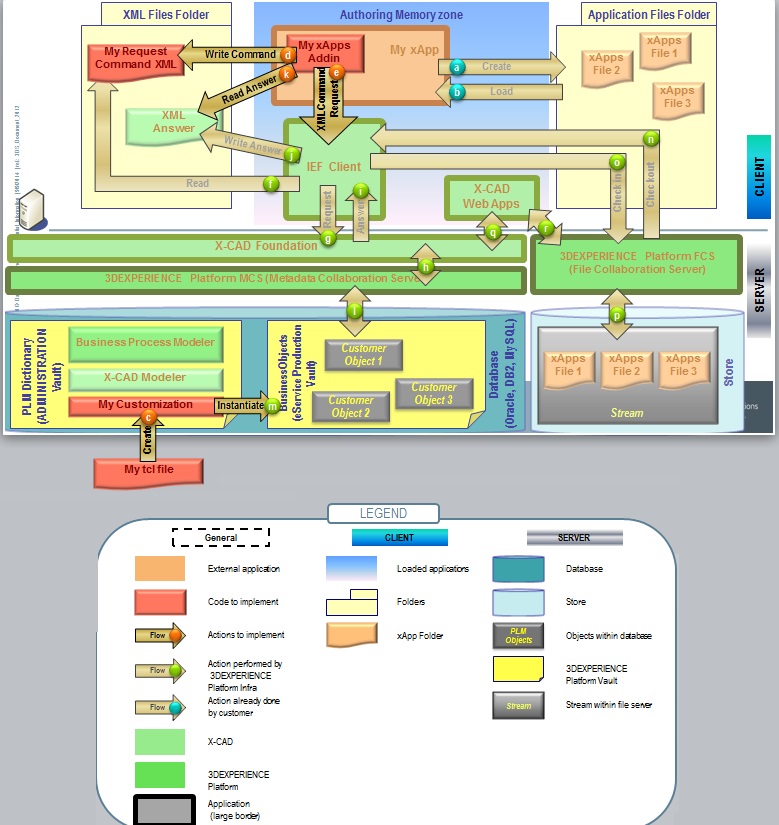 XML Files Folder
Authoring Memory zone
Application Files Folder
My Request
Command XML
Write Command
d
My xApps
Addin
My xApp
k
e
Read Answer
XMLCommand
Request
a
Create
b
Load
xApps
File 2
xApps
File 1
xApps
File 3
XML
Answer
Write Answer
j
IEF Client
n
o
Read
f
Request
g
i
Answer
X-CAD
Web Apps
Check in
Checkout
CLIENT
q
r
X-CAD Foundation
h
3DEXPERIENCE Platform MCS (Metadata Collaboration Server)
3DEXPERIENCE Platform FCS
(File Collaboration Server)
SERVER
l
p
PLM Dictionary
(ADMINISTRATION
Vault)
Business Process Modeler
X-CAD Modeler
My Customization
c
Instantiate
m
Business Objects
(eService Production
Vault)
Customer
Object 1
Customer
Object 2
Customer
Object 3
Database
(Oracle, DB2, MySQL)
xApps
File 1
xApps
File 2
xApps
File 3
Stream
Store
Create
My tcl file
LEGEND
General
CLIENT
SERVER
External application
Loaded applications
Database
Code to implement
Folders
Store
Flow
Actions to implement
xApp Folder
PLM
Objects
Objects within database
Flow
Action performed by
3DEXPERIENCE
Platform Infra
3DEXPERIENCE
Platform Vault
Flow
Action already done
by customer
Stream
Stream within file server
X-CAD
3DEXPERIENCE
Platform
Application
(large border)